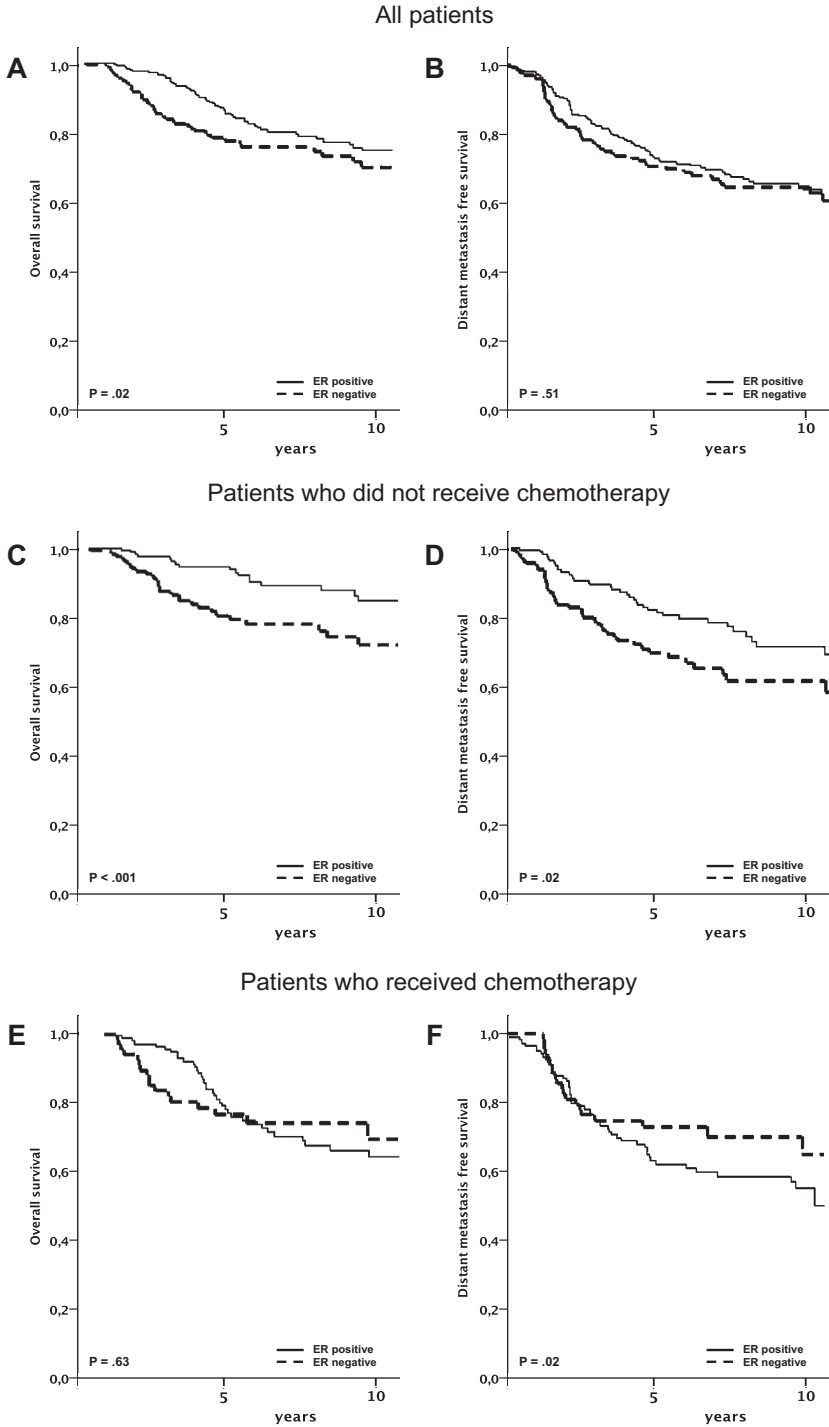 All patients
A
1,0
0,8
0,6
0,4
0,2
0,0
Overall survival
P = .02
ER positive
ER negative
5
10
years
B
1,0
0,8
0,6
0,4
0,2
0,0
Distant metastasis free survival
P = .51
ER positive
ER negative
5
10
years
Patients who did not receive chemotherapy
C
1,0
0,8
0,6
0,4
0,2
0,0
Overall survival
P < .001
ER positive
ER negative
5
10
years
D
1,0
0,8
0,6
0,4
0,2
0,0
Distant metastasis free survival
P = .02
ER positive
ER negative
5
10
years
Patients who received chemotherapy
E
1,0
0,8
0,6
0,4
0,2
0,0
Overall survival
P = .63
ER positive
ER negative
5
10
years
F
1,0
0,8
0,6
0,4
0,2
0,0
Distant metastasis free survival
P = .02
ER positive
ER negative
5
10
years